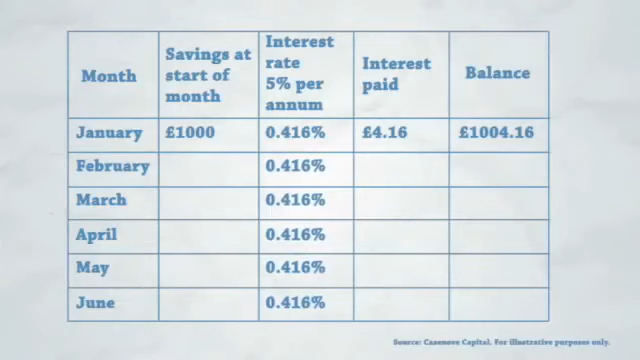 Month Savings at start of month Interest rate 5% per annum Interest paid Balance
January £1000 0.416% £4.16 £1004.16
February 0.416%
March 0.416%
April 0.416%
May 0.416%
June 0.416%
Source: Casenove Capital. For illustrative purposes only.